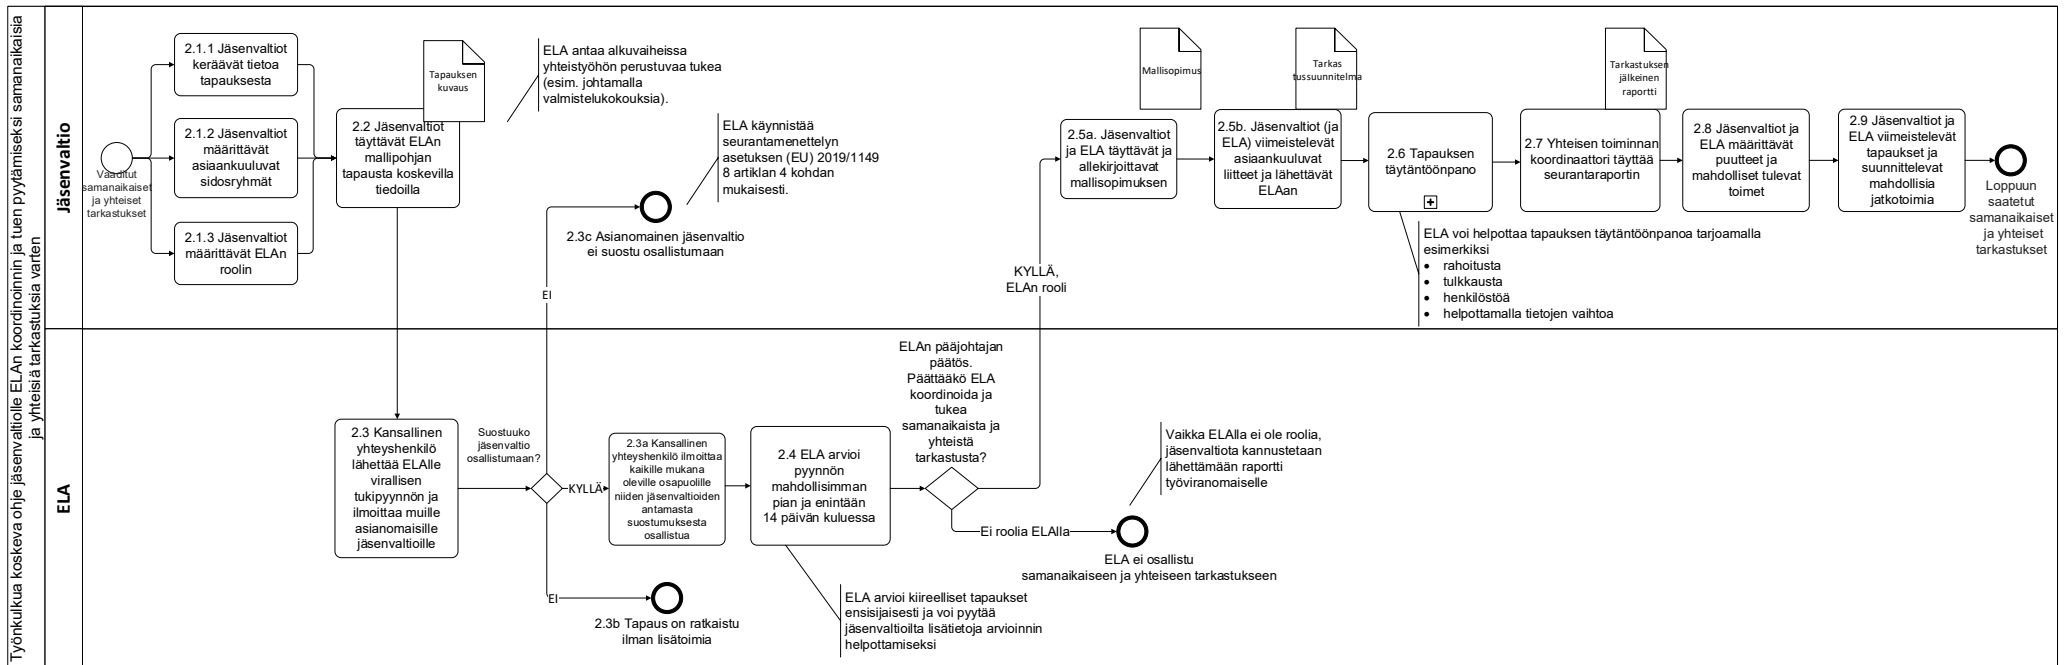 Työnkulkua koskeva ohje jäsenvaltiolle ELAn koordinoinnin ja tuen pyytämiseksi samanaikaisia
ja yhteisiä tarkastuksia varten
Jäsenvaltio
Vaaditut
samanaikaiset
ja yhteiset
tarkastukset
2.1.1 Jäsenvaltiot
keräävät tietoa
tapauksesta
2.1.2 Jäsenvaltiot
määrittävät
asiaankuuluvat
sidosryhmät
2.1.3 Jäsenvaltiot
määrittävät ELAn
roolin
2.2 Jäsenvaltiot
täyttävät ELAn
mallipohjan
tapausta koskevilla
tiedoilla
Tapauksen
kuvaus
ELA antaa alkuvaiheissa
yhteistyöhön perustuvaa tukea
(esim. johtamalla
valmistelukokouksia).
ELA käynnistää
seurantamenettelyn
asetuksen (EU) 2019/1149
8 artiklan 4 kohdan
mukaisesti.
2.3c Asianomainen jäsenvaltio
ei suostu osallistumaan
EI
KYLLÄ,
ELAn rooli
Mallisopimus
2.5a. Jäsenvaltiot
ja ELA täyttävät ja
allekirjoittavat
mallisopimuksen
Tarkas
tussuunnitelma
2.5b. Jäsenvaltiot (ja
ELA) viimeistelevät
asiaankuuluvat
liitteet ja lähettävät
ELAan
2.6 Tapauksen
täytäntöönpano
ELA voi helpottaa tapauksen täytäntöönpanoa tarjoamalla
esimerkiksi
• rahoitusta
• tulkkausta
• henkilöstöä
• helpottamalla tietojen vaihtoa
Tarkastuksen
jälkeinen
raportti
2.7 Yhteisen toiminnan
koordinaattori täyttää
seurantaraportin
2.8 Jäsenvaltiot ja
ELA määrittävät
puutteet ja
mahdolliset tulevat
toimet
2.9 Jäsenvaltiot ja
ELA viimeistelevät
tapaukset ja
suunnittelevat
mahdollisia
jatkotoimia
Loppuun
saatetut
samanaikaiset
ja yhteiset
tarkastukset
ELA
2.3 Kansallinen
yhteyshenkilö
lähettää ELAlle
virallisen
tukipyynnön ja
ilmoittaa muille
asianomaisille
jäsenvaltioille
Suostuuko
jäsenvaltio
osallistumaan?
KYLLÄ
EI
2.3b Tapaus on ratkaistu
ilman lisätoimia
2.3a Kansallinen
yhteyshenkilö ilmoittaa
kaikille mukana
oleville osapuolille
niiden jäsenvaltioiden
antamasta
suostumuksesta
osallistua
2.4 ELA arvioi
pyynnön
mahdollisimman
pian ja enintään
14 päivän kuluessa
ELA arvioi kiireelliset tapaukset
ensisijaisesti ja voi pyytää
jäsenvaltioilta lisätietoja arvioinnin
helpottamiseksi
ELAn pääjohtajan
päätös.
Päättääkö ELA
koordinoida ja
tukea
samanaikaista ja
yhteistä
tarkastusta?
Ei roolia ELAlla
Vaikka ELAlla ei ole roolia,
jäsenvaltiota kannustetaan
lähettämään raportti
työviranomaiselle
ELA ei osallistu
samanaikaiseen ja yhteiseen tarkastukseen